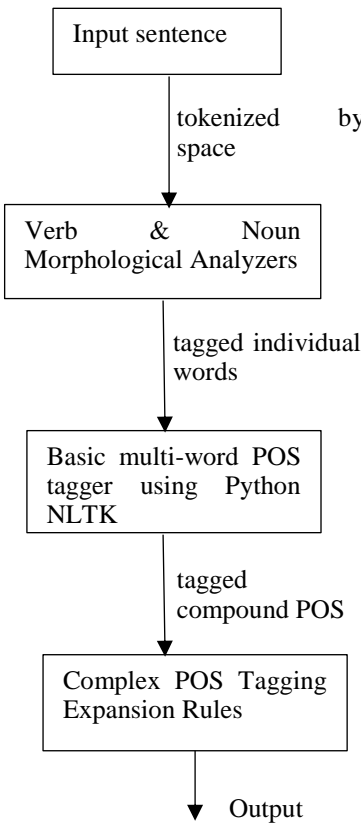 Input sentence
tokenized by
space
Verb & Noun
Morphological Analyzers
tagged individual
words
Basic multi-word POS
tagger using Python
NLTK
tagged
compound POS
Complex POS Tagging
Expansion Rules
Output